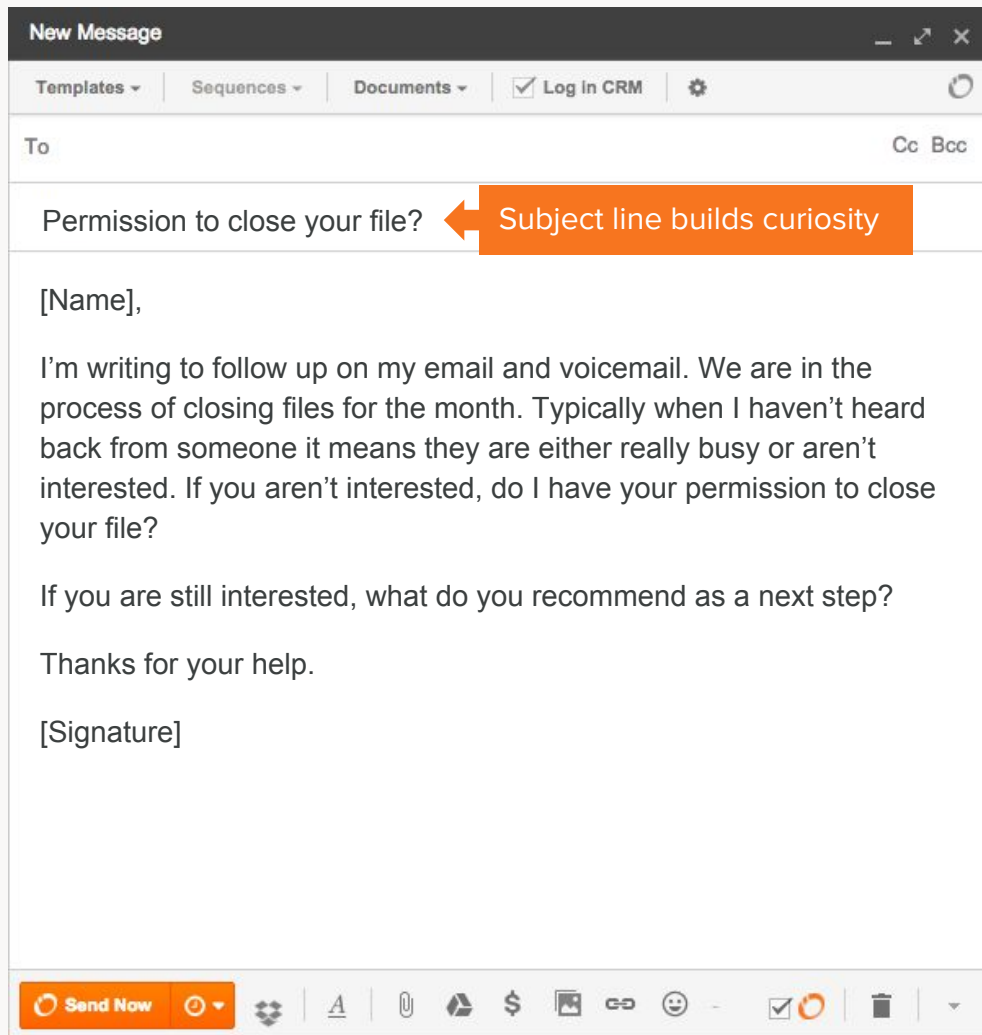 New Message
Templates Sequences Documents Log in CRM
To Cc Bcc
Permission to close your file? Subject line builds curiosity
[Name],
I’m writing to follow up on my email and voicemail. We are in the
process of closing files for the month. Typically when I haven’t heard
back from someone it means they are either really busy or aren’t
interested. If you aren’t interested, do I have your permission to close
your file?
If you are still interested, what do you recommend as a next step?
Thanks for your help.
[Signature]
Send Now A $